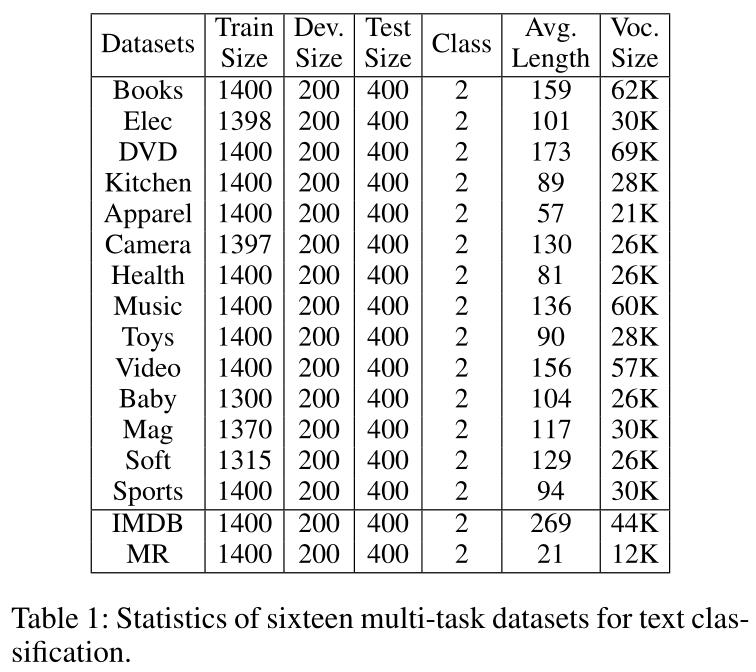 Datasets Train Size Dev. Size Test Size Class Avg. Length Voc. Size
Books 1400 200 400 2 159 62K
Elec 1398 200 400 2 101 30K
DVD 1400 200 400 2 173 69K
Kitchen 1400 200 400 2 89 28K
Apparel 1400 200 400 2 57 21K
Camera 1397 200 400 2 130 26K
Health 1400 200 400 2 81 26K
Music 1400 200 400 2 136 60K
Toys 1400 200 400 2 90 28K
Video 1400 200 400 2 156 57K
Baby 1300 200 400 2 104 26K
Mag 1370 200 400 2 117 30K
Soft 1315 200 400 2 129 26K
Sports 1400 200 400 2 94 30K
IMDB 1400 200 400 2 269 44K
MR 1400 200 400 2 21 12K
Table 1: Statistics of sixteen multi-task datasets for text clas-
sification.